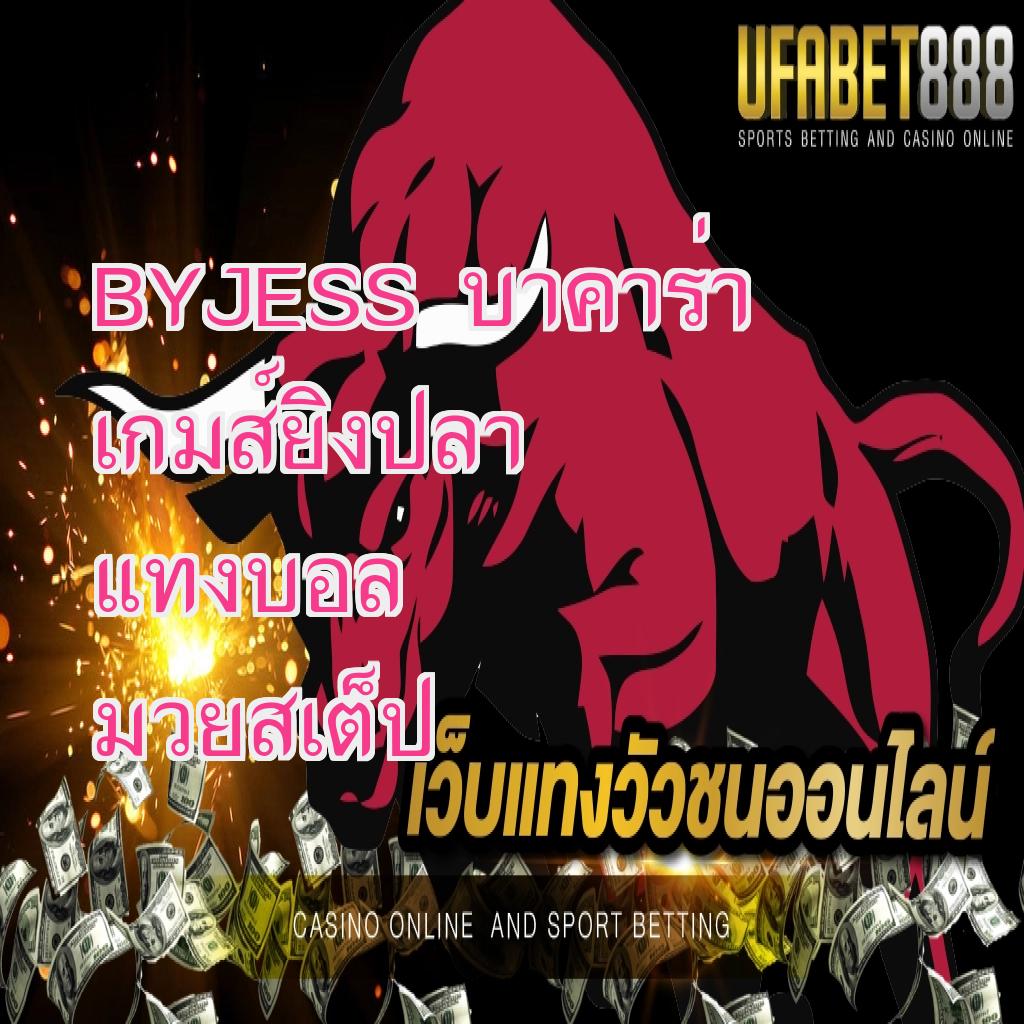 UFABET888
SPORTS BETTING AND CASINO ONLINE
BYJESS บาคาร่า
เกมส์ยิงปลา
แทงบอล
มวยสเต็ป
เว็บแทงวัวชนออนไลน์
CASINO ONLINE AND SPORT BETTING